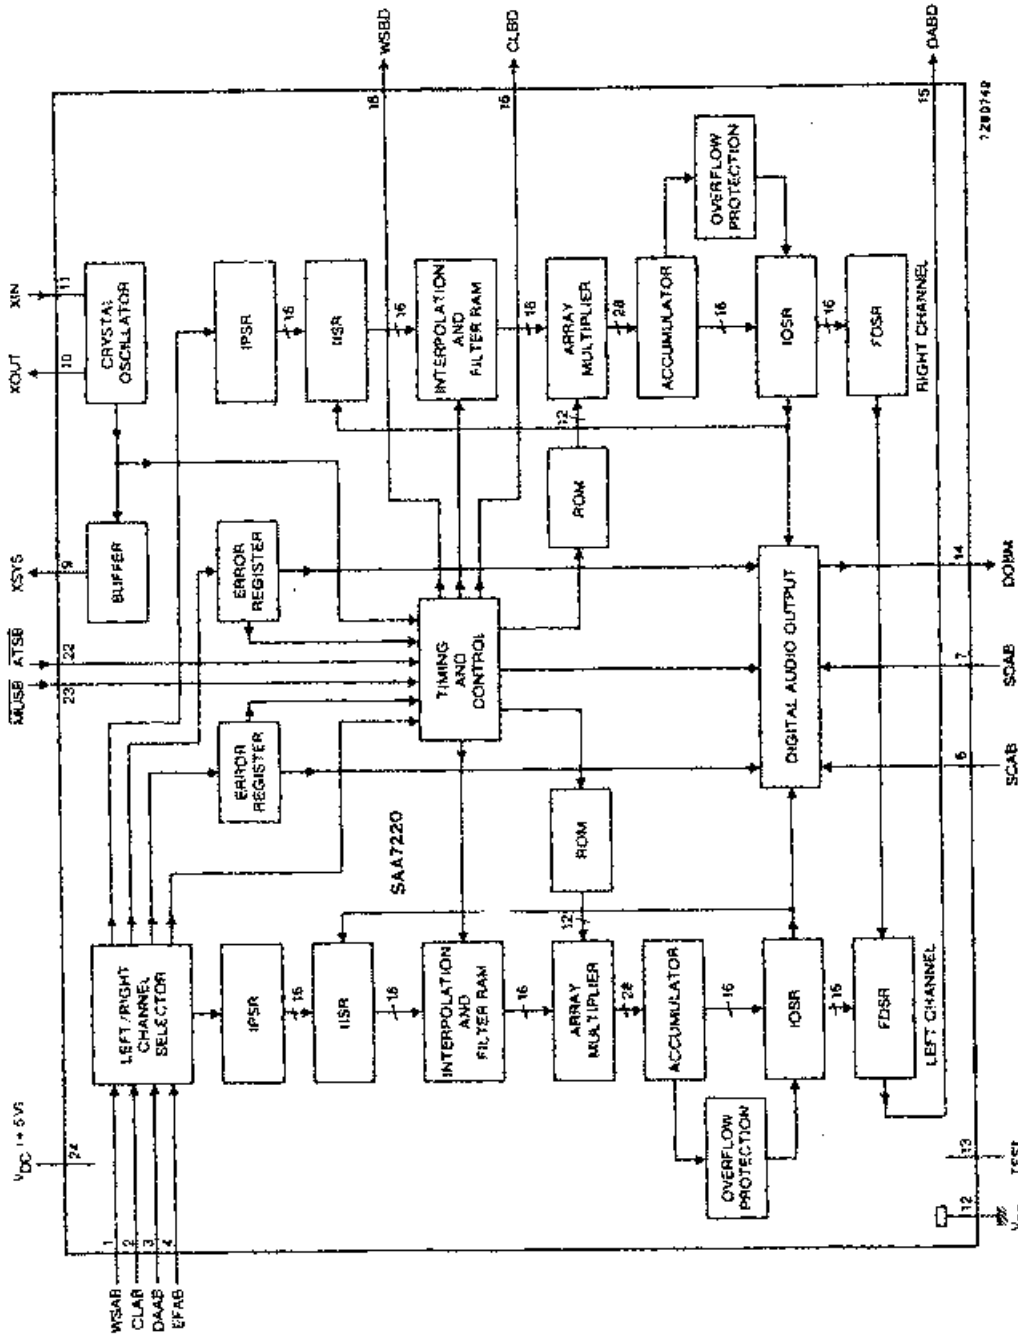 WSAB
CLAB
DAAB
EFAB
1
2
3
4
24
LEFT/RIGHT
CHANNEL
SELECTOR
MUSB
23
ATSB
22
XSYS
9
BUFFER
XOUT
10
XIN
11
CRYSTAL
OSCILLATOR
ERROR
REGISTER
ERROR
REGISTER
IPSR
16
IISR
16
INTERPOLATION
AND
FILTER RAM
16
ARRAY
MULTIPLIER
28
ACCUMULATOR
16
OVERFLOW
PROTECTION
IOSR
16
FDSR
LEFT CHANNEL
SAA7220
TIMING
AND
CONTROL
ROM
12
ROM
12
DIGITAL AUDIO OUTPUT
IPSR
16
IISR
16
INTERPOLATION
AND
FILTER RAM
16
ARRAY
MULTIPLIER
28
ACCUMULATOR
16
OVERFLOW
PROTECTION
IOSR
16
FDSR
RIGHT CHANNEL
18
WSBD
16
CLBD
15
DABD
14
DOBM
7
SDAB
6
SCAB
13
TEST
12